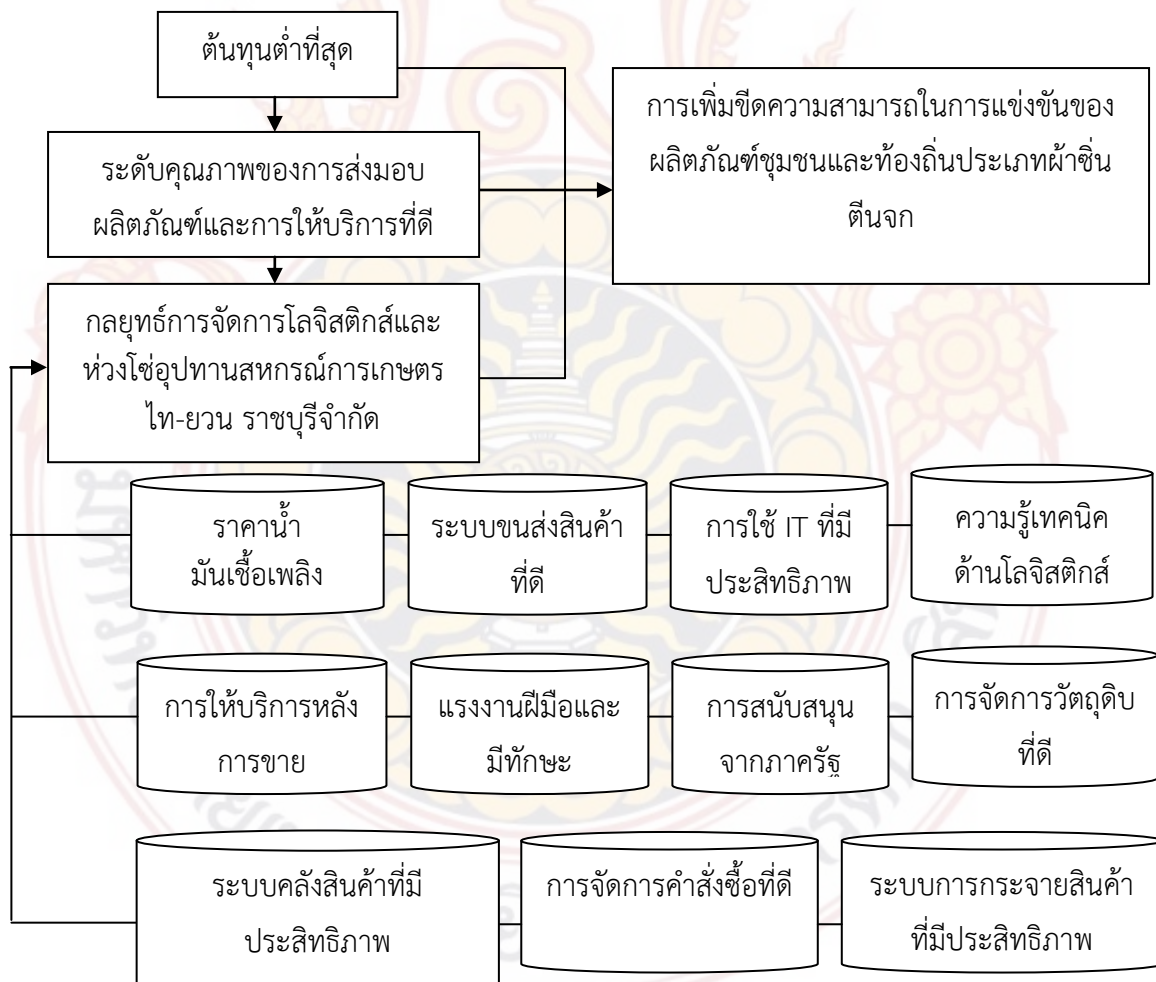 ต้นทุนต่ำที่สุด
ระดับคุณภาพของการส่งมอบ
ผลิตภัณฑ์และการให้บริการที่ดี
กลยุทธ์การจัดการโลจิสติกส์และ
ห่วงโซ่อุปทานสหกรณ์การเกษตร
ไท-ยวน ราชบุรีจำกัด
การเพิ่มขีดความสามารถในการแข่งขันของ
ผลิตภัณฑ์ชุมชนและท้องถิ่นประเภทผ้าซิ่น
ตีนจก
ราคาน้ำ
มันเชื้อเพลิง
ระบบขนส่งสินค้า
ที่ดี
การใช้ IT ที่มี
ประสิทธิภาพ
ความรู้เทคนิค
ด้านโลจิสติกส์
การให้บริการหลัง
การขาย
แรงงานฝีมือและ
มีทักษะ
การสนับสนุน
จากภาครัฐ
การจัดการวัตถุดิบ
ที่ดี
ระบบคลังสินค้าที่มี
ประสิทธิภาพ
การจัดการคำสั่งซื้อที่ดี
ระบบการกระจายสินค้า
ที่มีประสิทธิภาพ